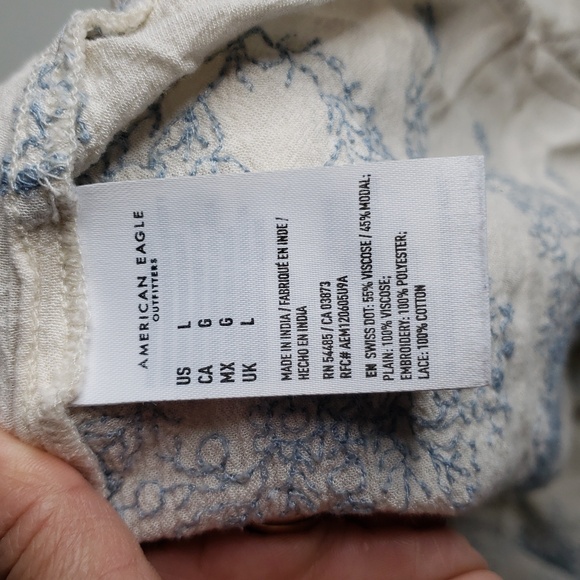 AMERICAN EAGLE
OUTFITTERS
US L
CA G
MX G
UK L
MADE IN INDIA / FABRIQUÉ EN INDE /
HECHO EN INDIA
RN 54485 / CA 03873
RFC# AEM120605U9A
EN SWISS DOT: 55% VISCOSE / 45% MODAL;
PLAIN: 100% VISCOSE;
EMBROIDERY: 100% POLYESTER;
LACE: 100% COTTON